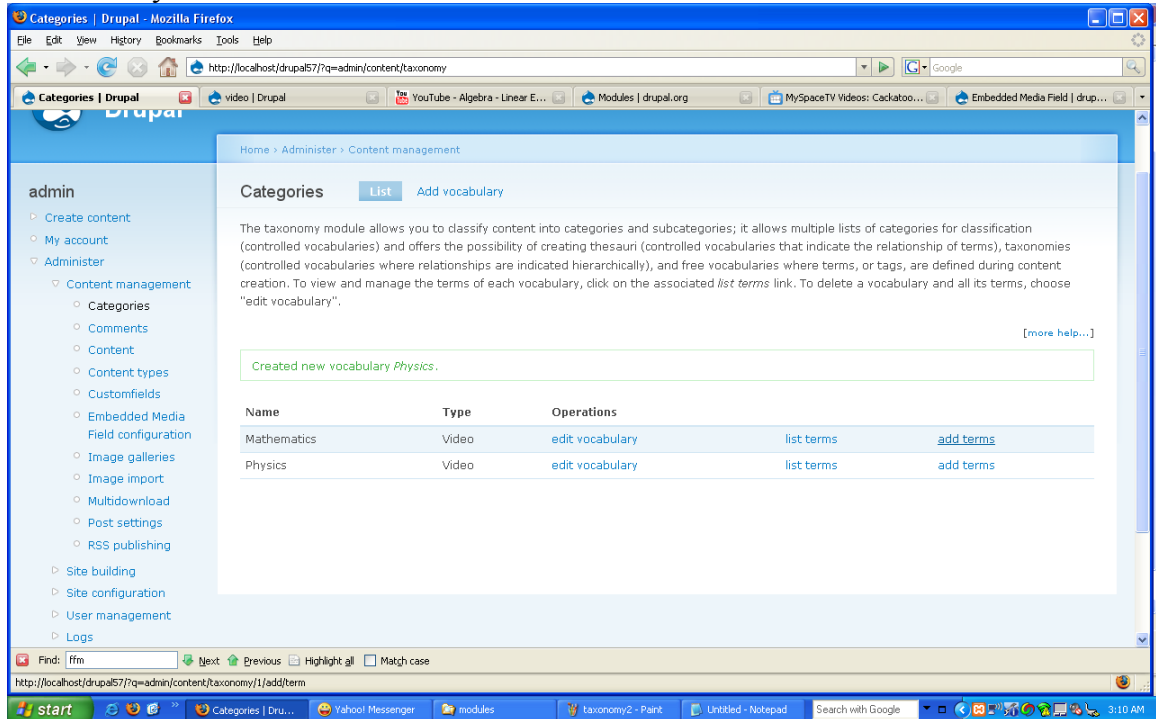 Categories | Drupal - Mozilla Firefox
File Edit View History Bookmarks Tools Help
http://localhost/drupal57/?q=admin/content/taxonomy
Google
Categories | Drupal
video | Drupal
YouTube - Algebra - Linear E...
Modules | drupal.org
MySpaceTV Videos: Cackatoo...
Embedded Media Field | drup...
Drupal
Home › Administer › Content management
admin
Create content
My account
Administer
Content management
Categories
Comments
Content
Content types
Customfields
Embedded Media
Field configuration
Image galleries
Image import
Multidownload
Post settings
RSS publishing
Site building
Site configuration
User management
Logs
Categories List Add vocabulary
The taxonomy module allows you to classify content into categories and subcategories; it allows multiple lists of categories for classification
(controlled vocabularies) and offers the possibility of creating thesauri (controlled vocabularies that indicate the relationship of terms), taxonomies
(controlled vocabularies where relationships are indicated hierarchically), and free vocabularies where terms, or tags, are defined during content
creation. To view and manage the terms of each vocabulary, click on the associated list terms link. To delete a vocabulary and all its terms, choose
"edit vocabulary".
[more help...]
Created new vocabulary Physics.
Name Type Operations
Mathematics Video edit vocabulary list terms add terms
Physics Video edit vocabulary list terms add terms
Find: ffm Next Previous Highlight all Match case
http://localhost/drupal57/?q=admin/content/taxonomy/1/add/term
start Categories | Dru... Yahoo! Messenger modules taxonomy2 - Paint Untitled - Notepad Search with Google 3:10 AM